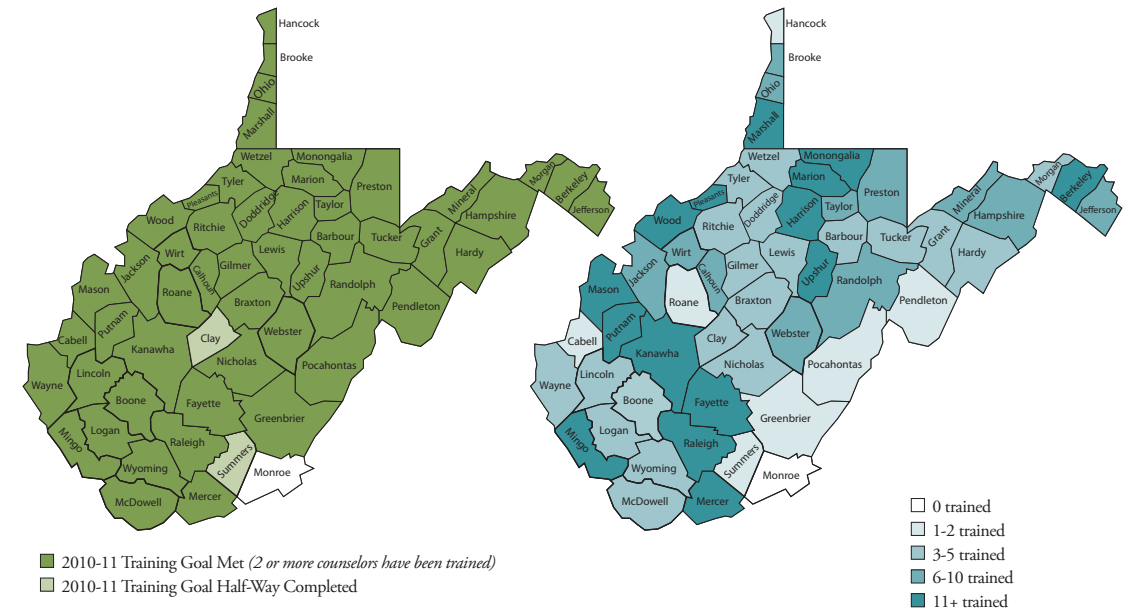 Hancock
Brooke
Ohio
Marshall
Wetzel
Monongalia
Marion
Preston
Tyler
Pleasants
Doddridge
Harrison
Taylor
Wood
Ritchie
Barbour
Tucker
Grant
Mineral
Hampshire
Morgan
Berkeley
Jefferson
Hardy
Wirt
Lewis
Gilmer
Calhoun
Jackson
Upshur
Randolph
Mason
Roane
Braxton
Pendleton
Putnam
Webster
Cabell
Clay
Kanawha
Nicholas
Pocahontas
Lincoln
Wayne
Boone
Fayette
Greenbrier
Logan
Mingo
Raleigh
Summers
Wyoming
Monroe
McDowell
Mercer
2010-11 Training Goal Met (2 or more counselors have been trained)
2010-11 Training Goal Half-Way Completed
Hancock
Brooke
Ohio
Marshall
Wetzel
Monongalia
Marion
Preston
Tyler
Pleasants
Doddridge
Harrison
Taylor
Wood
Ritchie
Barbour
Tucker
Grant
Mineral
Hampshire
Morgan
Berkeley
Jefferson
Hardy
Wirt
Lewis
Gilmer
Calhoun
Jackson
Upshur
Randolph
Mason
Roane
Braxton
Pendleton
Putnam
Webster
Cabell
Clay
Kanawha
Nicholas
Pocahontas
Lincoln
Wayne
Boone
Fayette
Greenbrier
Logan
Mingo
Raleigh
Summers
Wyoming
Monroe
McDowell
Mercer
0 trained
1-2 trained
3-5 trained
6-10 trained
11+ trained